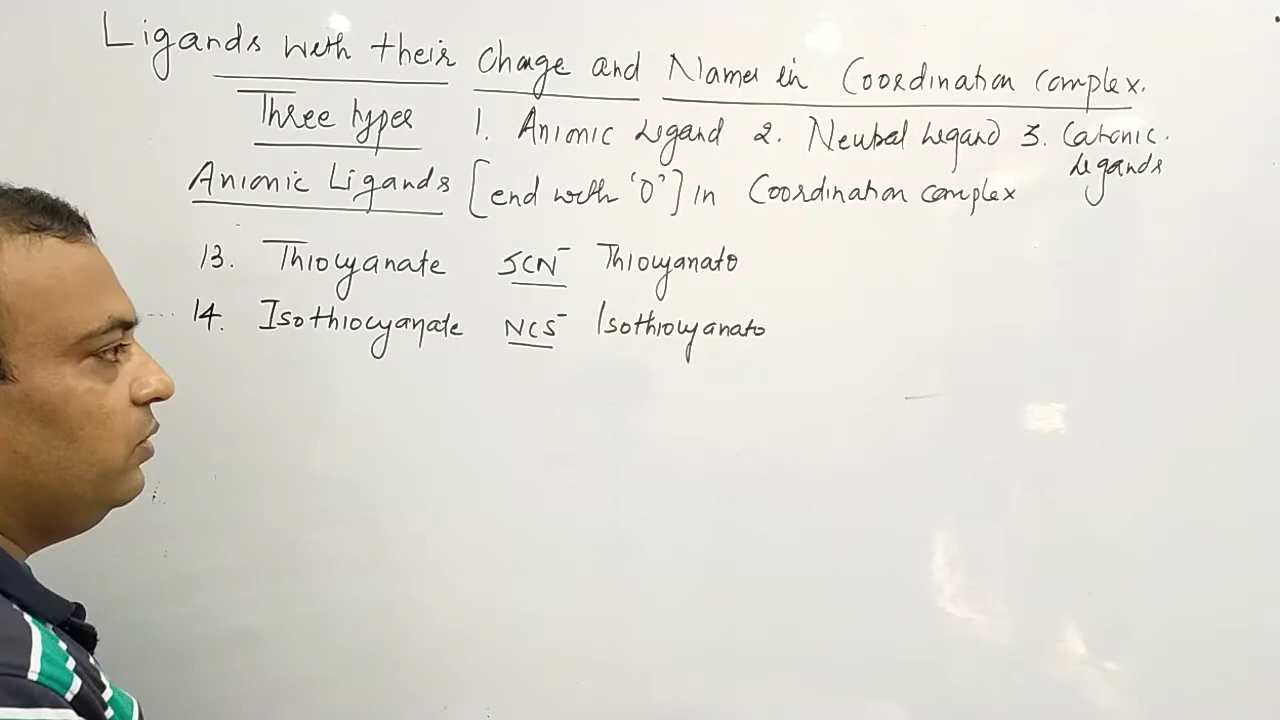 Ligands with their Charge and Names in Coordination complex.
Three types 1. Anionic Ligand 2. Neutral Ligand 3. Cationic Ligands
Anionic Ligands [end with 'O'] in Coordination complex
13. Thiocyanate SCN⁻ Thiocyanato
14. Isothiocyanate NCS⁻ Isothiocyanato